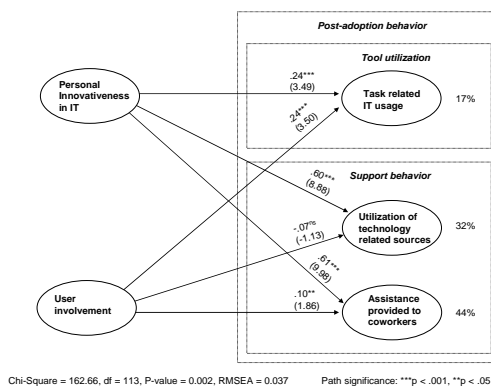 Post-adoption behavior
Tool utilization
Personal
Innovativeness
in IT
.24***
(3.49)
Task related
IT usage
17%
.24***
(3.50)
Support behavior
.60***
(8.88)
Utilization of
technology
related sources
32%
-.07ns
(-1.13)
.61***
(9.98)
User
involvement
.10**
(1.86)
Assistance
provided to
coworkers
44%
Chi-Square = 162.66, df = 113, P-value = 0.002, RMSEA = 0.037 Path significance: ***p < .001, **p < .05